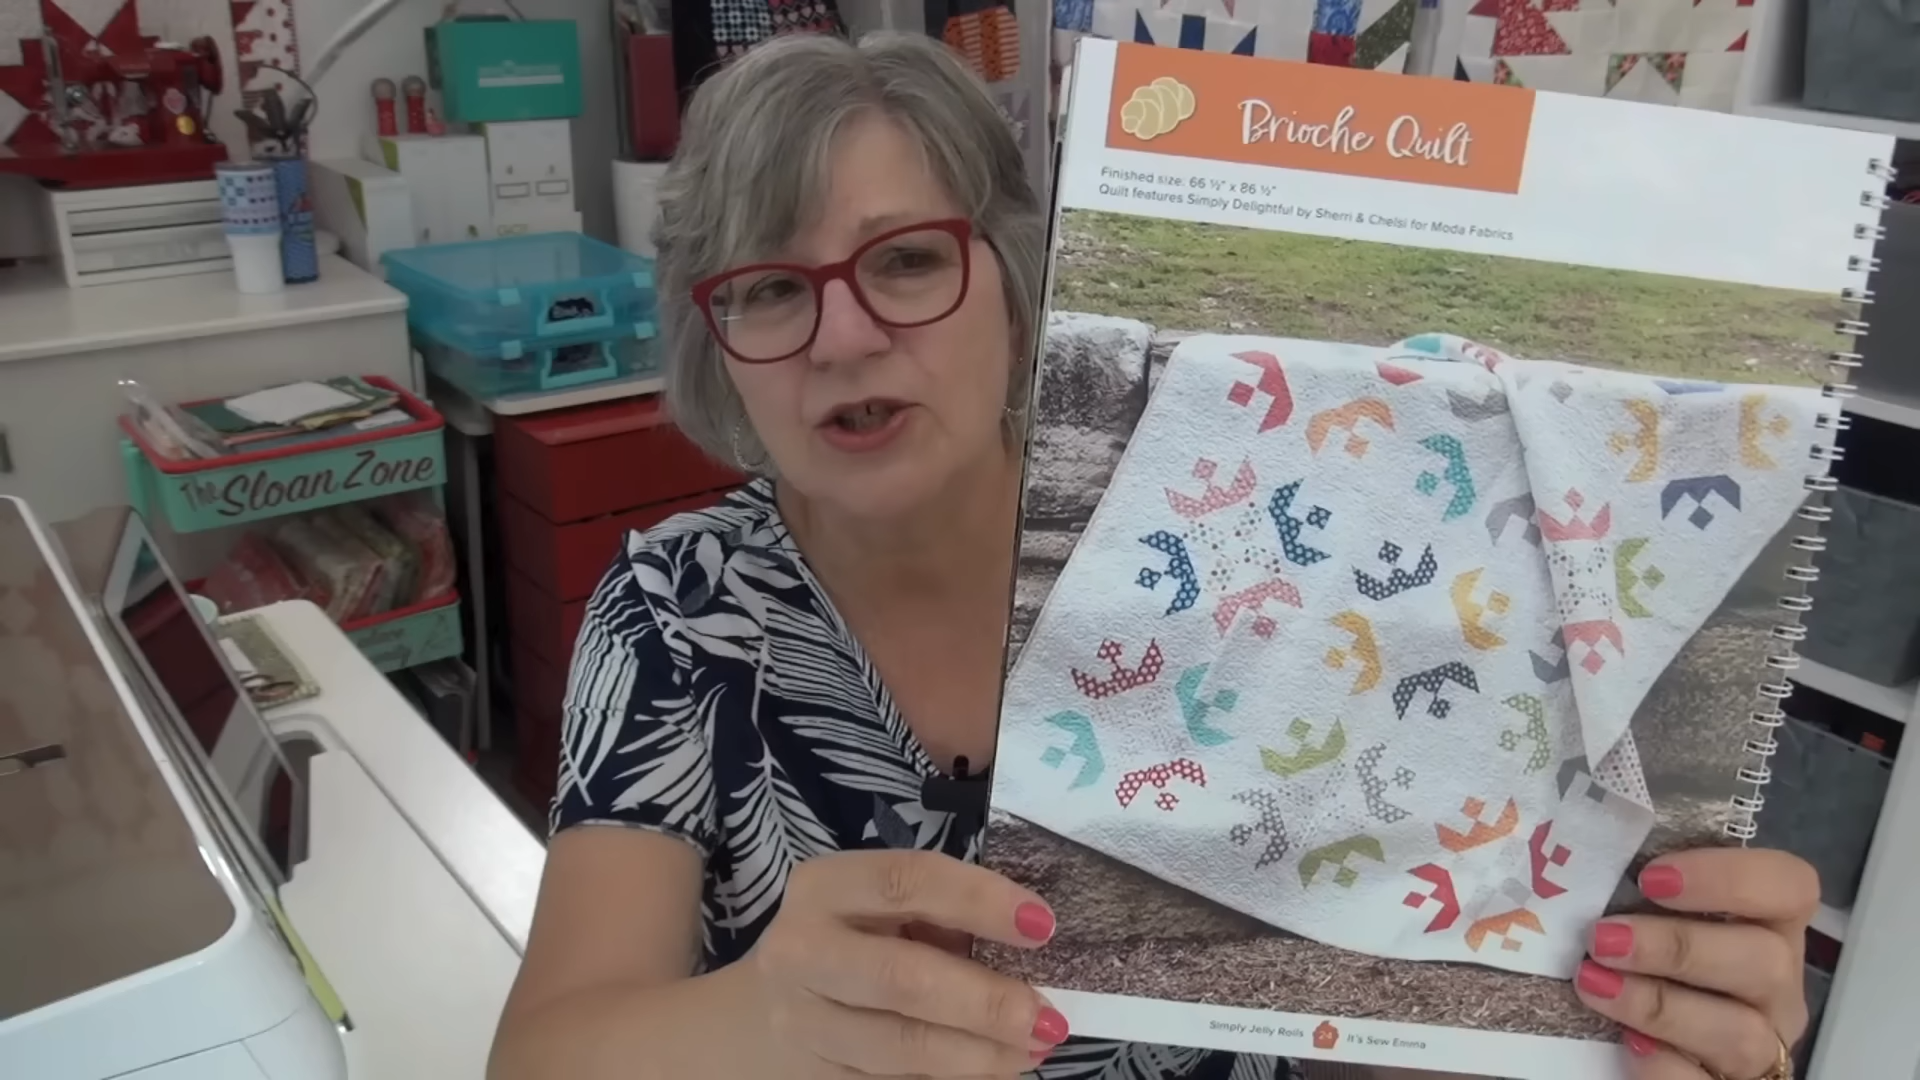 Brioche Quilt
Finished size: 66 ½" x 86 ½"
Quilt features Simply Delightful by Sherri & Chelsi for Moda Fabrics
The Sloan Zone
Simply Jelly Rolls 24 It's Sew Emma